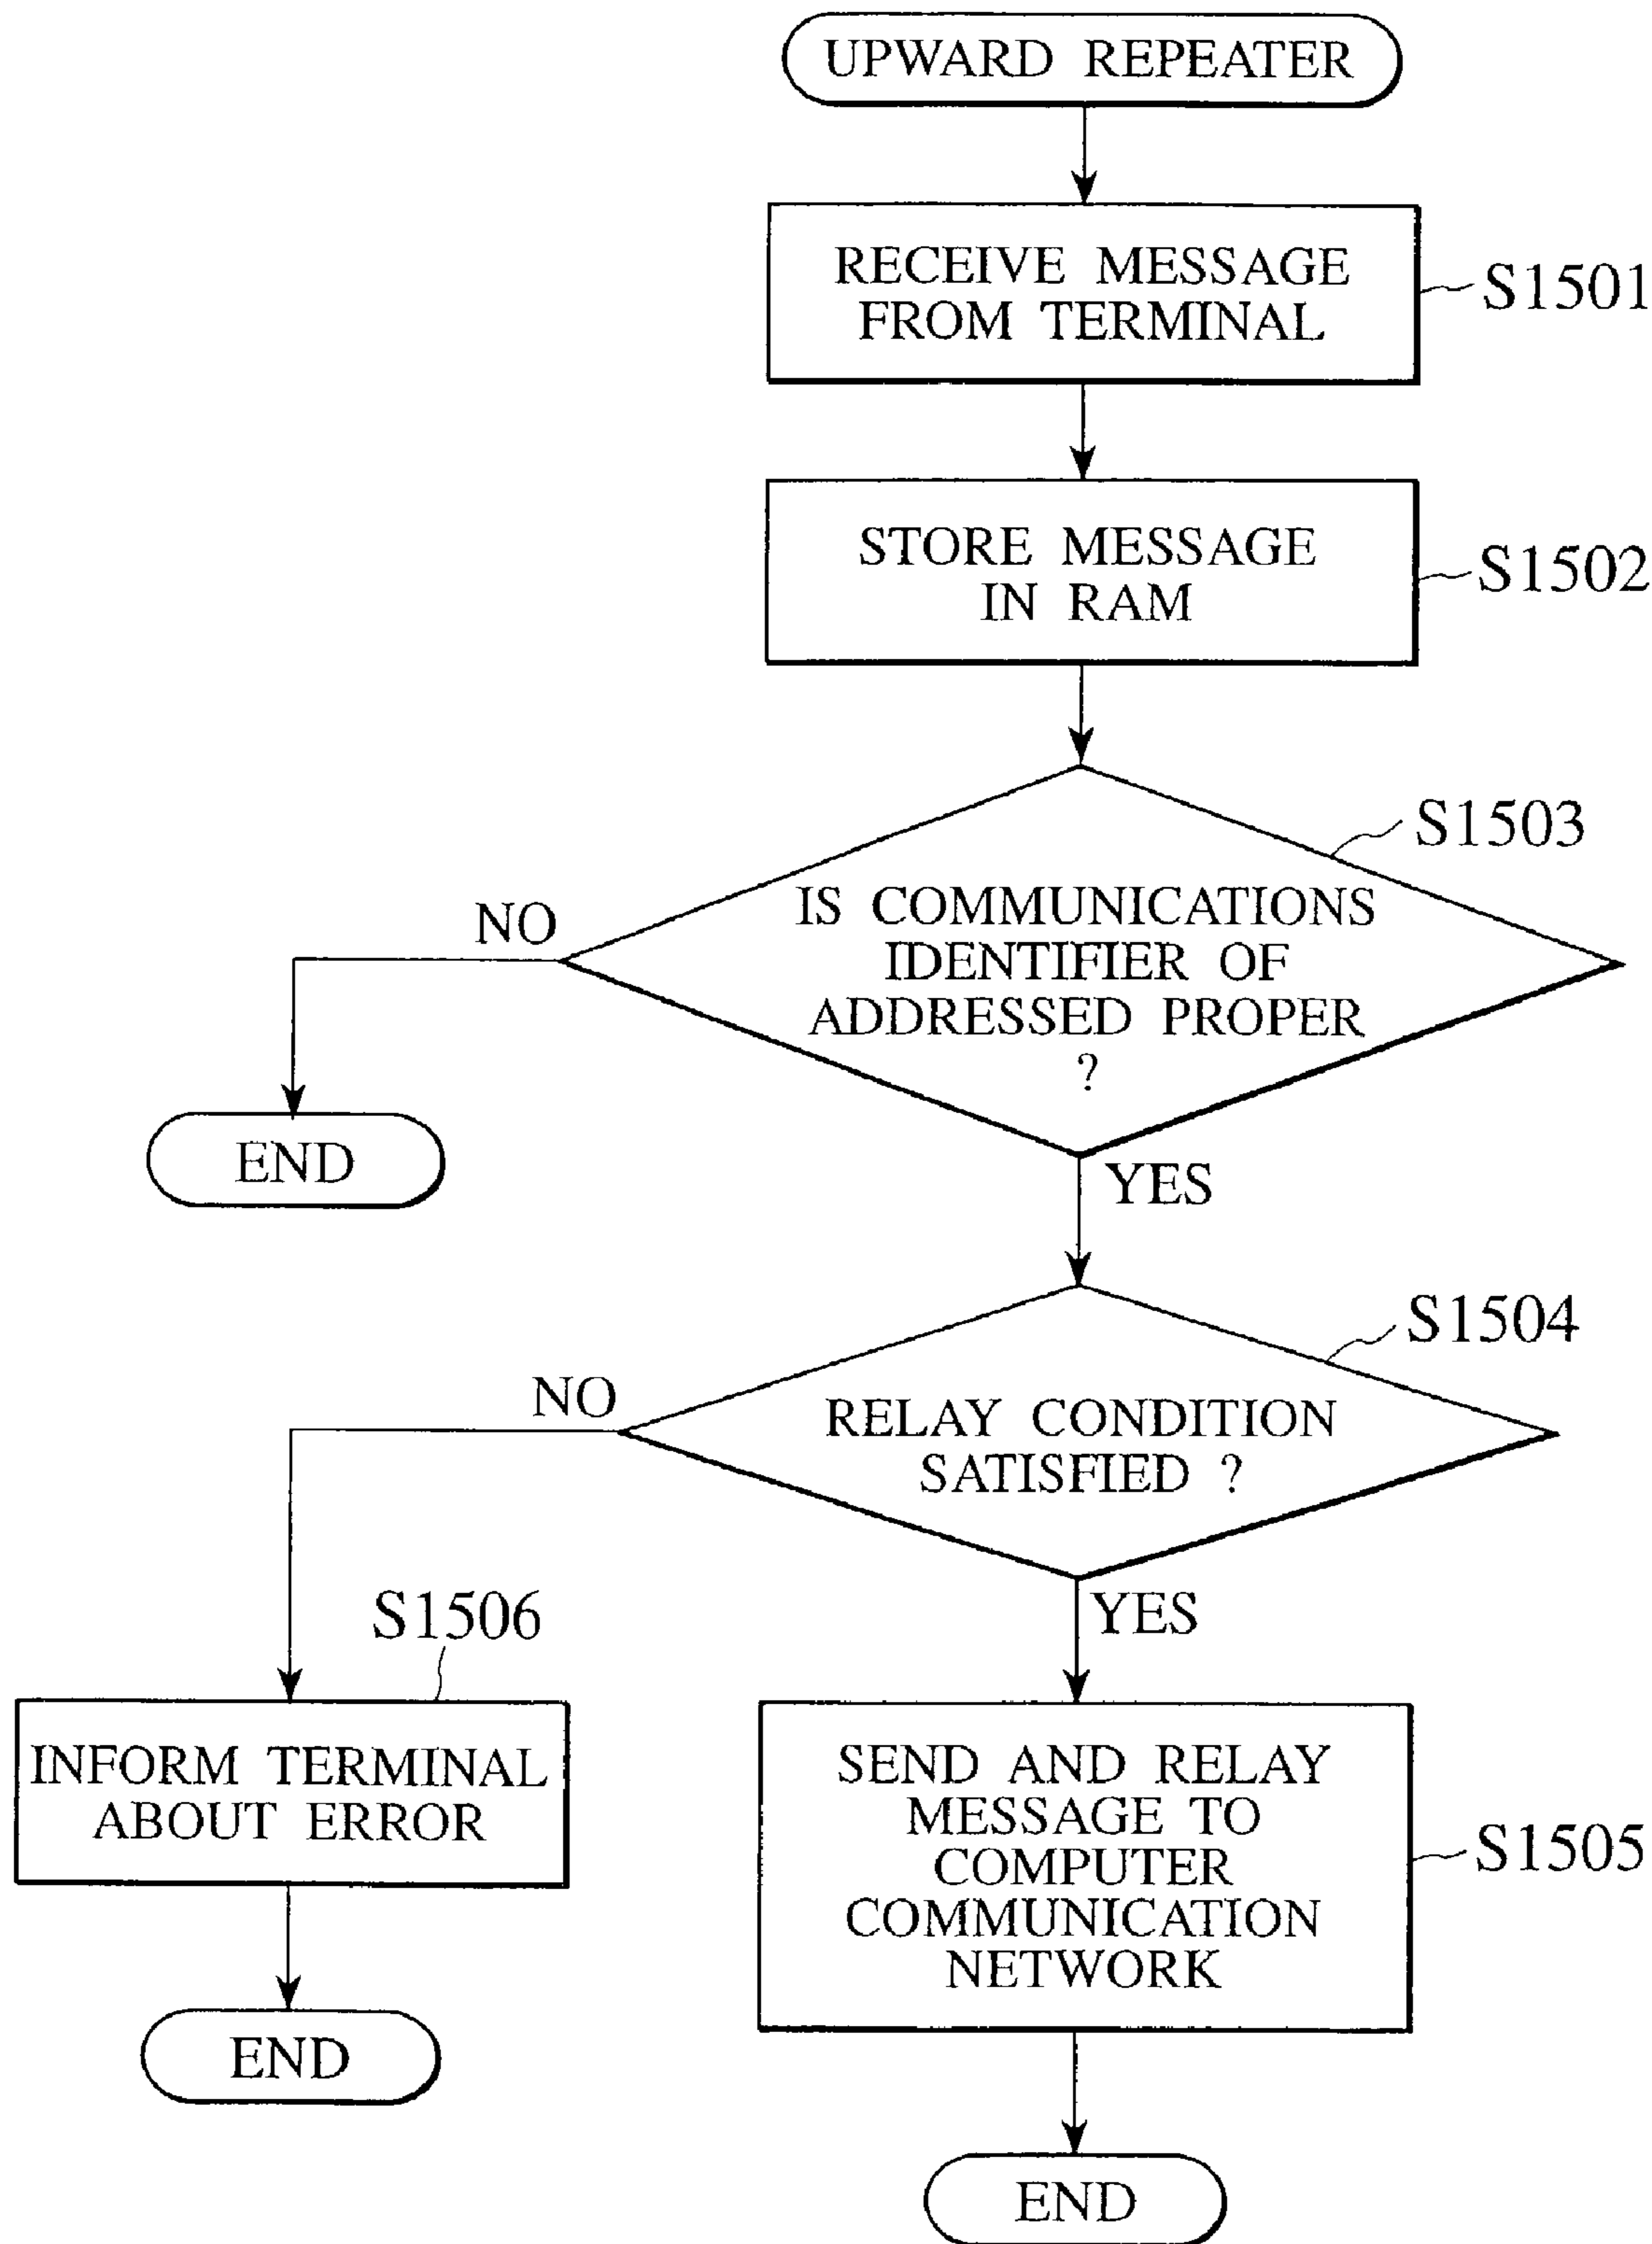 UPWARD REPEATER
RECEIVE MESSAGE
FROM TERMINAL
S1501
STORE MESSAGE
IN RAM
S1502
S1503
IS COMMUNICATIONS
IDENTIFIER OF
ADDRESSED PROPER
?
NO
END
YES
S1504
RELAY CONDITION
SATISFIED ?
NO
YES
S1506
INFORM TERMINAL
ABOUT ERROR
END
SEND AND RELAY
MESSAGE TO
COMPUTER
COMMUNICATION
NETWORK
S1505
END